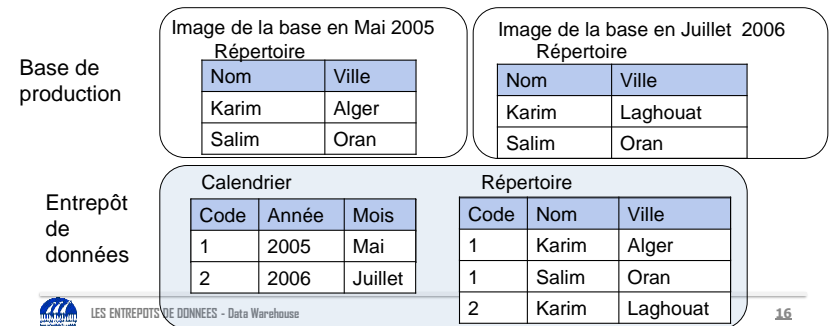 Image de la base en Mai 2005
Répertoire
Nom Ville
Karim Alger
Salim Oran
Image de la base en Juillet 2006
Répertoire
Nom Ville
Karim Laghouat
Salim Oran
Base de
production
Entrepôt
de
données
Calendrier
Code Année Mois
1 2005 Mai
2 2006 Juillet
Répertoire
Code Nom Ville
1 Karim Alger
1 Salim Oran
2 Karim Laghouat
LES ENTREPOTS DE DONNEES - Data Warehouse
16